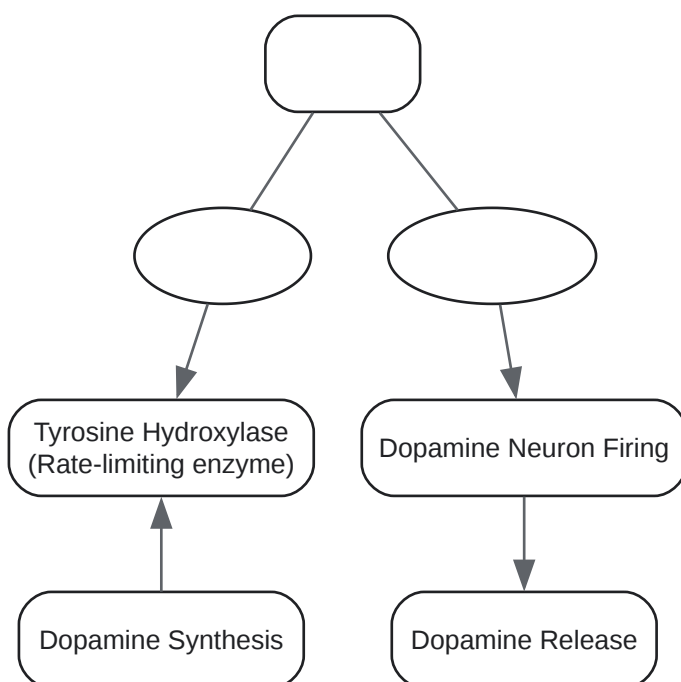 Tyrosine Hydroxylase
(Rate-limiting enzyme)
Dopamine Neuron Firing
Dopamine Synthesis
Dopamine Release